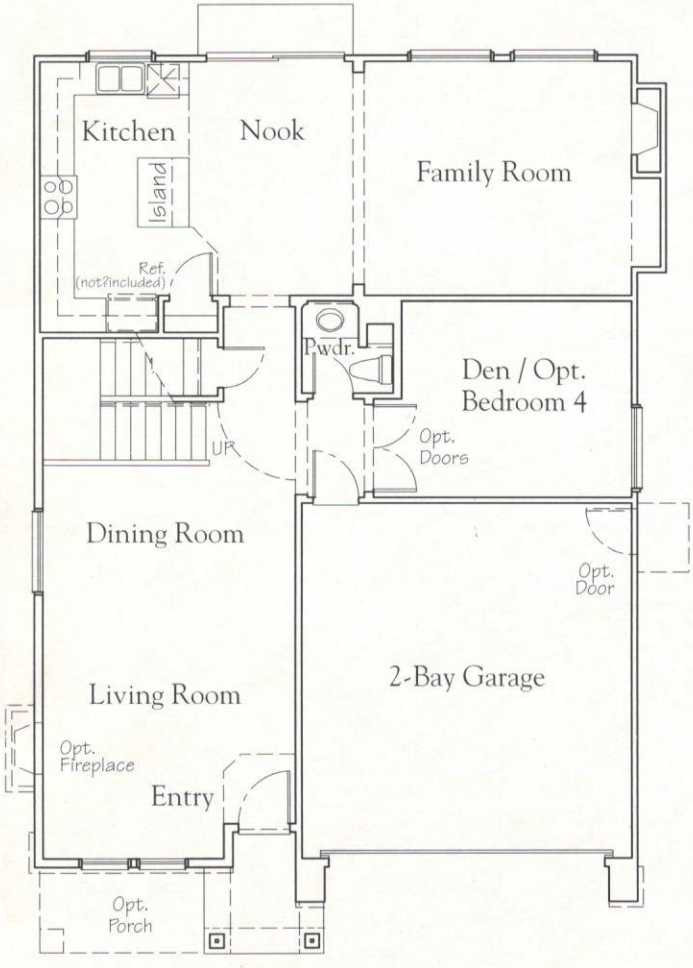 Kitchen
Nook
Family Room
Island
Ref.
(not?included)
Pwdr.
Den / Opt.
Bedroom 4
Opt.
Doors
UP
Dining Room
Opt.
Door
Living Room
2-Bay Garage
Opt.
Fireplace
Entry
Opt.
Porch